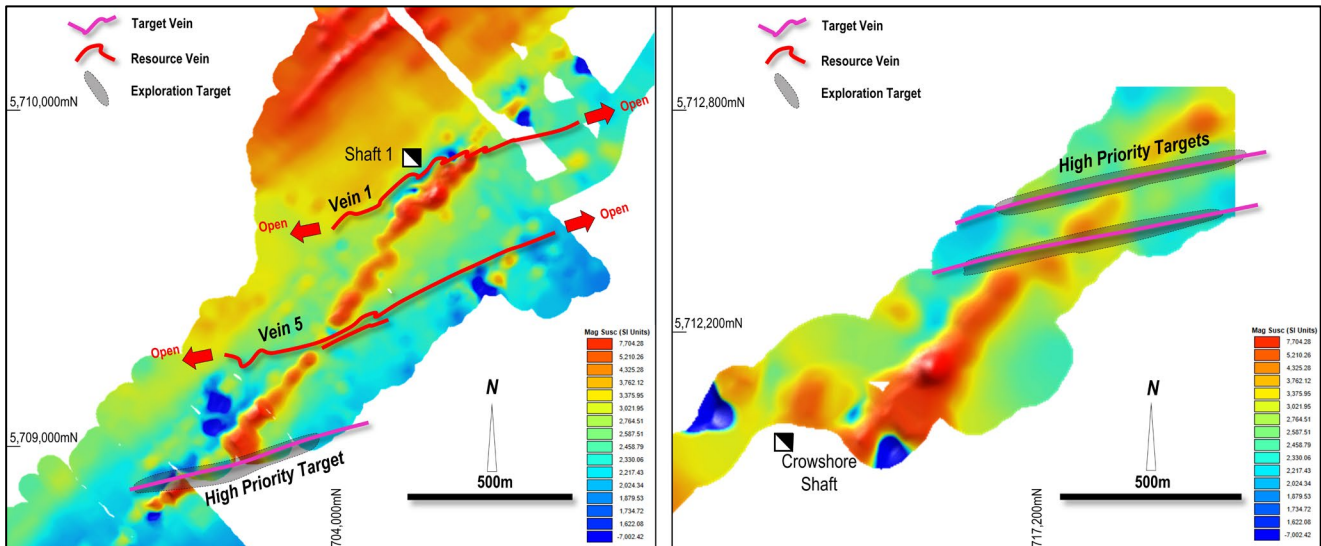 Target Vein
Resource Vein
Exploration Target
5,710,000mN
Open
Shaft 1
Vein 1
Open
Open
Vein 5
Open
Mag Susc (SI Units)
7,704.28
5,210.26
4,325.28
3,762.12
3,375.95
3,021.95
2,764.51
2,587.51
2,458.79
2,330.06
2,217.43
2,024.34
1,879.53
1,734.72
1,622.08
-7,002.42
5,709,000mN
High Priority Target
N
500m
704,000mN
Target Vein
Resource Vein
Exploration Target
5,712,800mN
High Priority Targets
5,712,200mN
Mag Susc (SI Units)
7,704.28
5,210.26
4,325.28
3,762.12
3,375.95
3,021.95
2,764.51
2,587.51
2,458.79
2,330.06
2,217.43
2,024.34
1,879.53
1,734.72
1,622.08
-7,002.42
Crowshore
Shaft
N
500m
717,200mN